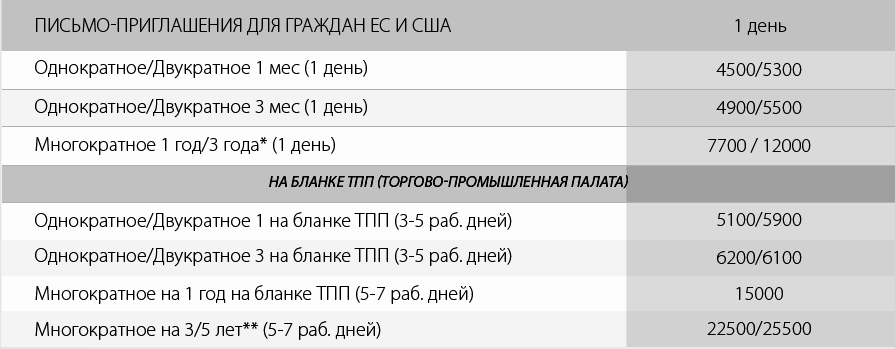 ПИСЬМО-ПРИГЛАШЕНИЯ ДЛЯ ГРАЖДАН ЕС И США 1 день
Однократное/Двукратное 1 мес (1 день) 4500/5300
Однократное/Двукратное 3 мес (1 день) 4900/5500
Многократное 1 год/3 года* (1 день) 7700 / 12000
НА БЛАНКЕ ТПП (ТОРГОВО-ПРОМЫШЛЕННАЯ ПАЛАТА)
Однократное/Двукратное 1 на бланке ТПП (3-5 раб. дней) 5100/5900
Однократное/Двукратное 3 на бланке ТПП (3-5 раб. дней) 6200/6100
Многократное на 1 год на бланке ТПП (5-7 раб. дней) 15000
Многократное на 3/5 лет** (5-7 раб. дней) 22500/25500